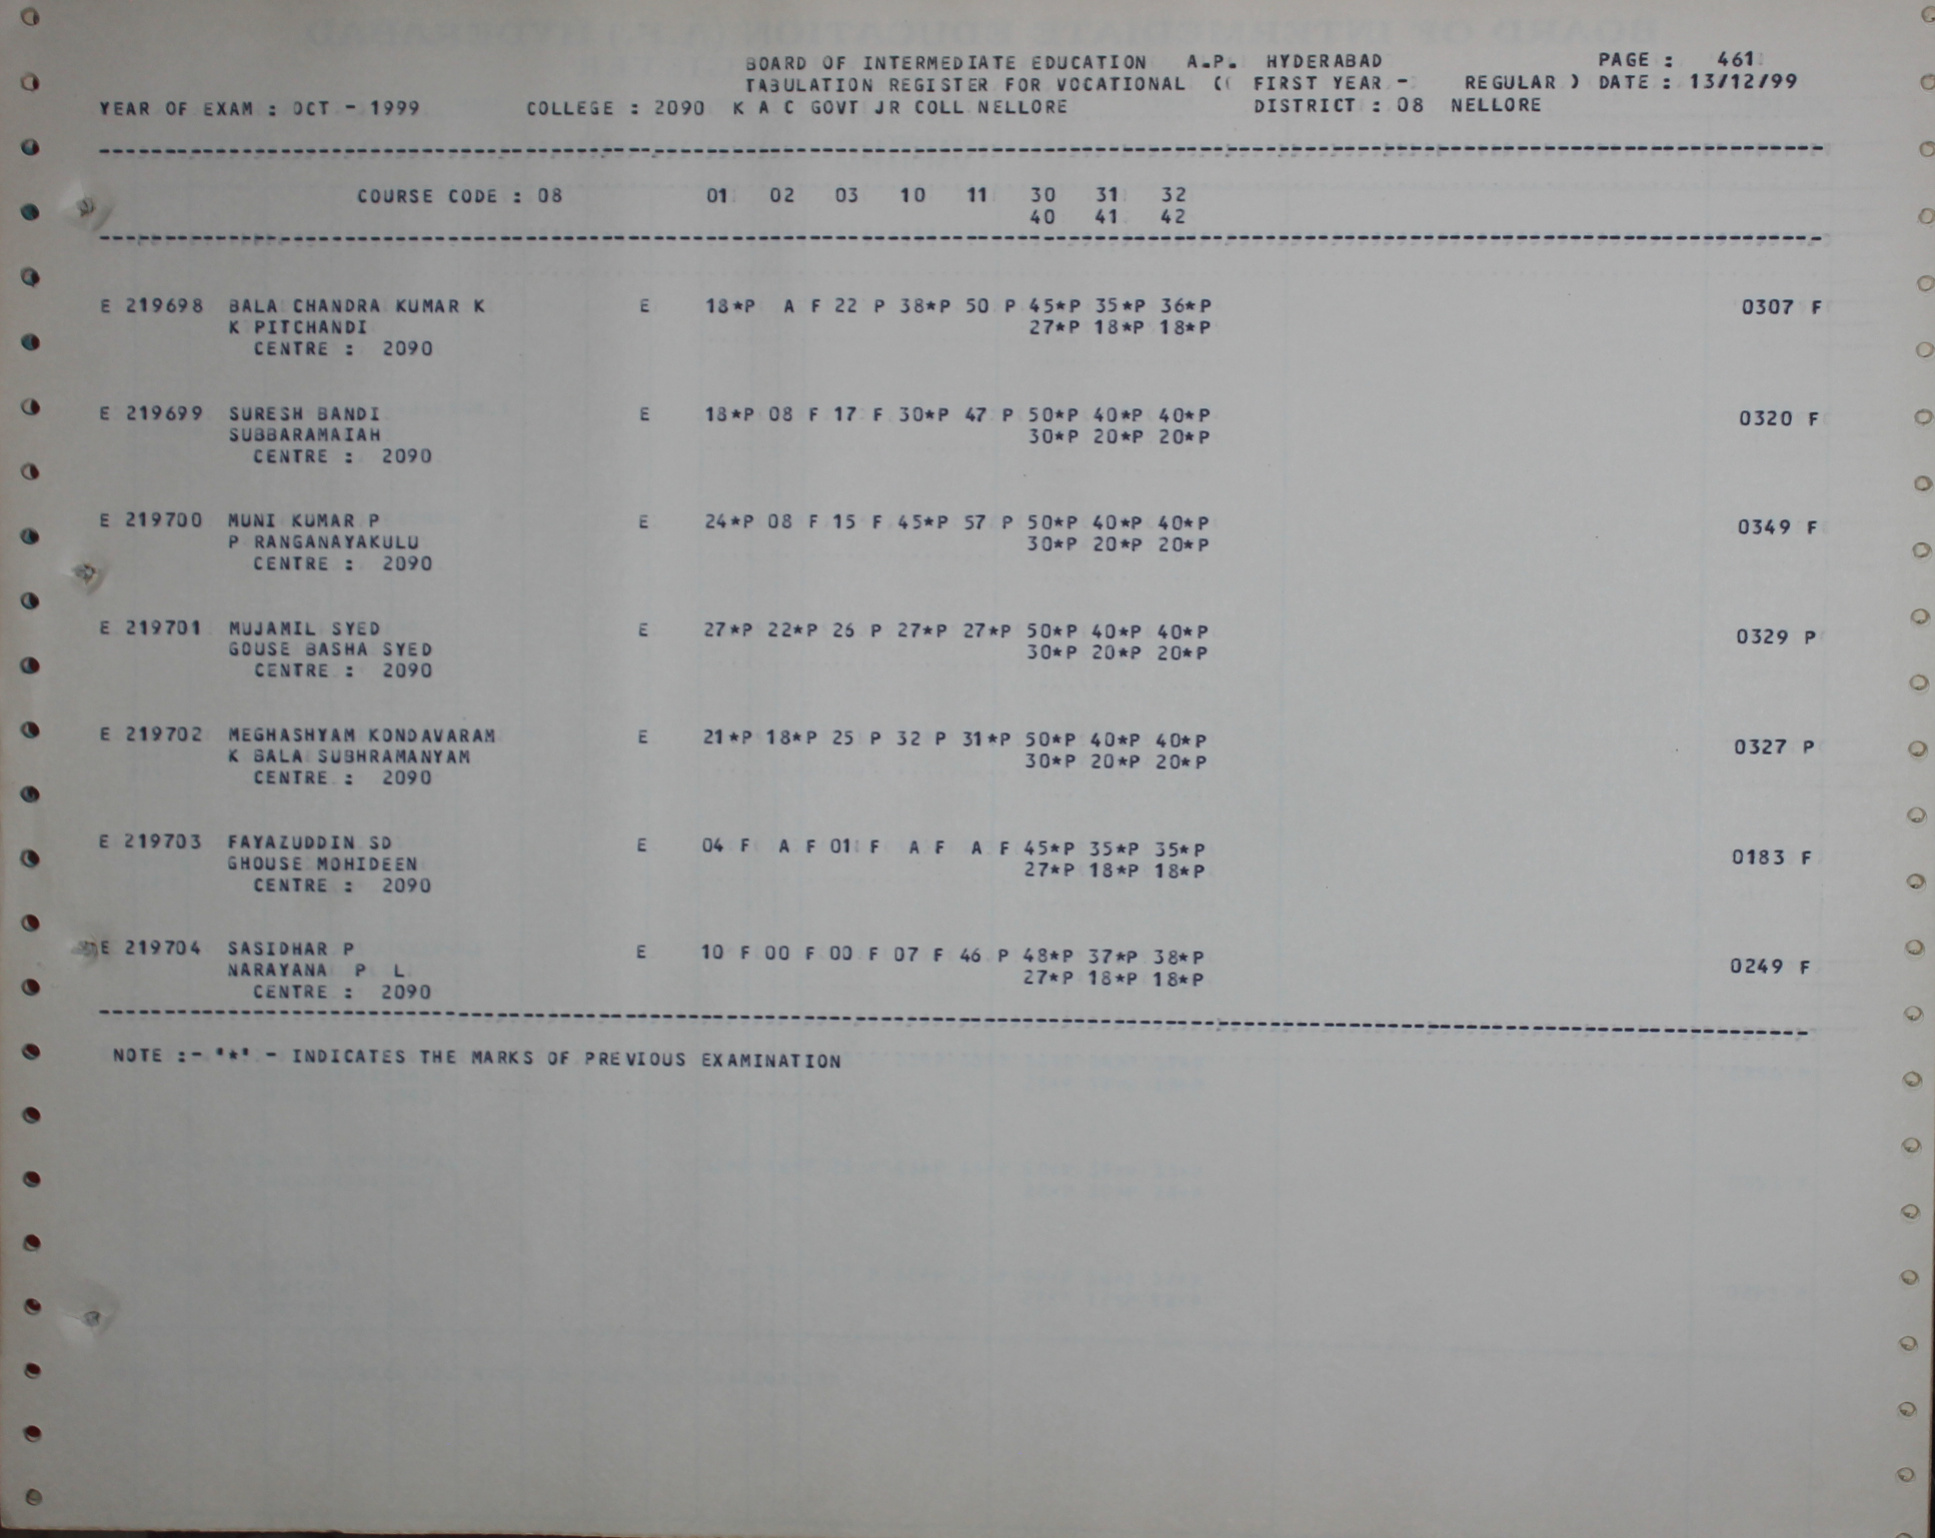 BOARD OF INTERMEDIATE EDUCATION A.P. HYDERABAD PAGE : 461
TABULATION REGISTER FOR VOCATIONAL (( FIRST YEAR - REGULAR ) DATE : 13/12/99
YEAR OF EXAM : OCT - 1999 COLLEGE : 2090 K A C GOVT JR COLL NELLORE DISTRICT : 08 NELLORE
COURSE CODE : 08 01 02 03 10 11 30 31 32
40 41 42
E 219698 BALA CHANDRA KUMAR K E 18*P A F 22 P 38*P 50 P 45*P 35*P 36*P 0307 F
K PITCHANDI 27*P 18*P 18*P
CENTRE : 2090
E 219699 SURESH BANDI E 18*P 08 F 17 F 30*P 47 P 50*P 40*P 40*P 0320 F
SUBBARAMAIAH 30*P 20*P 20*P
CENTRE : 2090
E 219700 MUNI KUMAR P E 24*P 08 F 15 F 45*P 57 P 50*P 40*P 40*P 0349 F
P RANGANAYAKULU 30*P 20*P 20*P
CENTRE : 2090
E 219701 MUJAMIL SYED E 27*P 22*P 26 P 27*P 27*P 50*P 40*P 40*P 0329 P
GOUSE BASHA SYED 30*P 20*P 20*P
CENTRE : 2090
E 219702 MEGHASHYAM KONDAVARAM E 21*P 18*P 25 P 32 P 31*P 50*P 40*P 40*P 0327 P
K BALA SUBHRAMANYAM 30*P 20*P 20*P
CENTRE : 2090
E 219703 FAYAZUDDIN SD E 04 F A F 01 F A F A F 45*P 35*P 35*P 0183 F
GHOUSE MOHIDEEN 27*P 18*P 18*P
CENTRE : 2090
E 219704 SASIDHAR P E 10 F 00 F 00 F 07 F 46 P 48*P 37*P 38*P 0249 F
NARAYANA P L 27*P 18*P 18*P
CENTRE : 2090
NOTE :- "*" - INDICATES THE MARKS OF PREVIOUS EXAMINATION